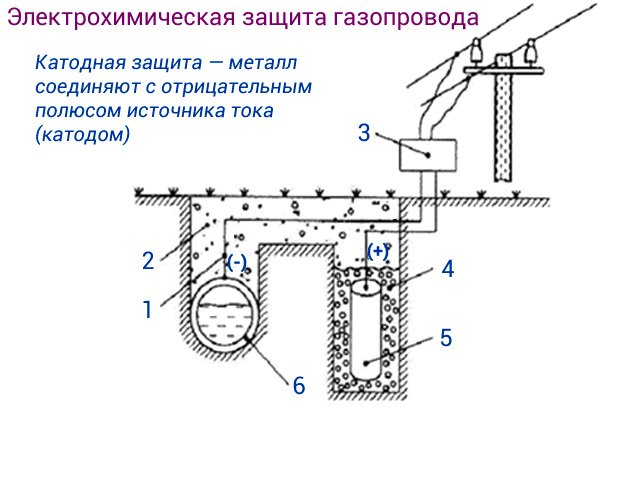 Электрохимическая защита газопровода
Катодная защита — металл
соединяют с отрицательным
полюсом источника тока
(катодом)
3
2
(-)
(+)
4
1
5
6